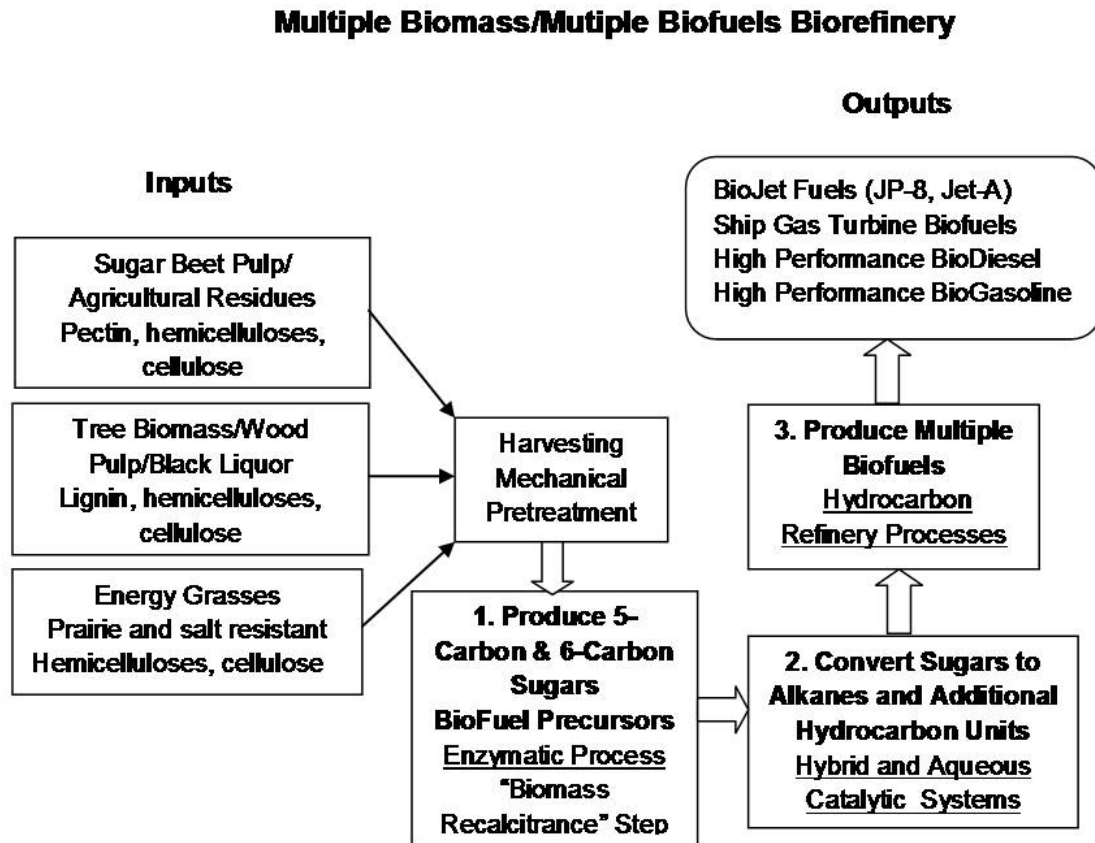 Multiple Biomass/Mutiple Biofuels Biorefinery
Inputs
Sugar Beet Pulp/
Agricultural Residues
Pectin, hemicelluloses,
cellulose
Tree Biomass/Wood
Pulp/Black Liquor
Lignin, hemicelluloses,
cellulose
Energy Grasses
Prairie and salt resistant
Hemicelluloses, cellulose
Harvesting
Mechanical
Pretreatment
1. Produce 5-
Carbon & 6-Carbon
Sugars
BioFuel Precursors
Enzymatic Process
“Biomass
Recalcitrance” Step
2. Convert Sugars to
Alkanes and Additional
Hydrocarbon Units
Hybrid and Aqueous
Catalytic Systems
3. Produce Multiple
Biofuels
Hydrocarbon
Refinery Processes
Outputs
BioJet Fuels (JP-8, Jet-A)
Ship Gas Turbine Biofuels
High Performance BioDiesel
High Performance BioGasoline